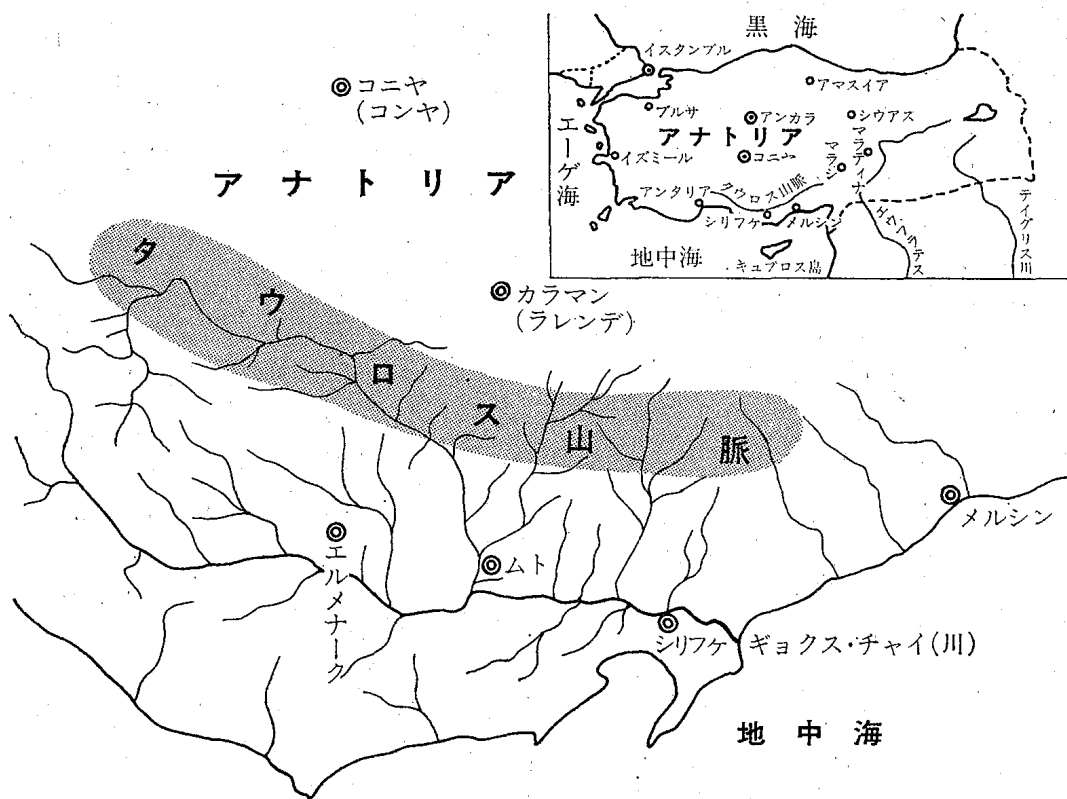 コニヤ
(コンヤ)
アナトリア
タウロス山脈
カラマン
(ラレンデ)
エルメナーク
ムト
シリフケ
ギョクス・チャイ(川)
メルシン
地中海
黒海
イスタンブル
アマスイア
ブルサ
アンカラ
シウアス
アナトリア
エーゲ海
イズミール
コニヤ
マラシ
マラティナ
アンタリア
タウロス山脈
シリフケ
メルシン
エウフラテス
テイグリス川
地中海
キュプロス島